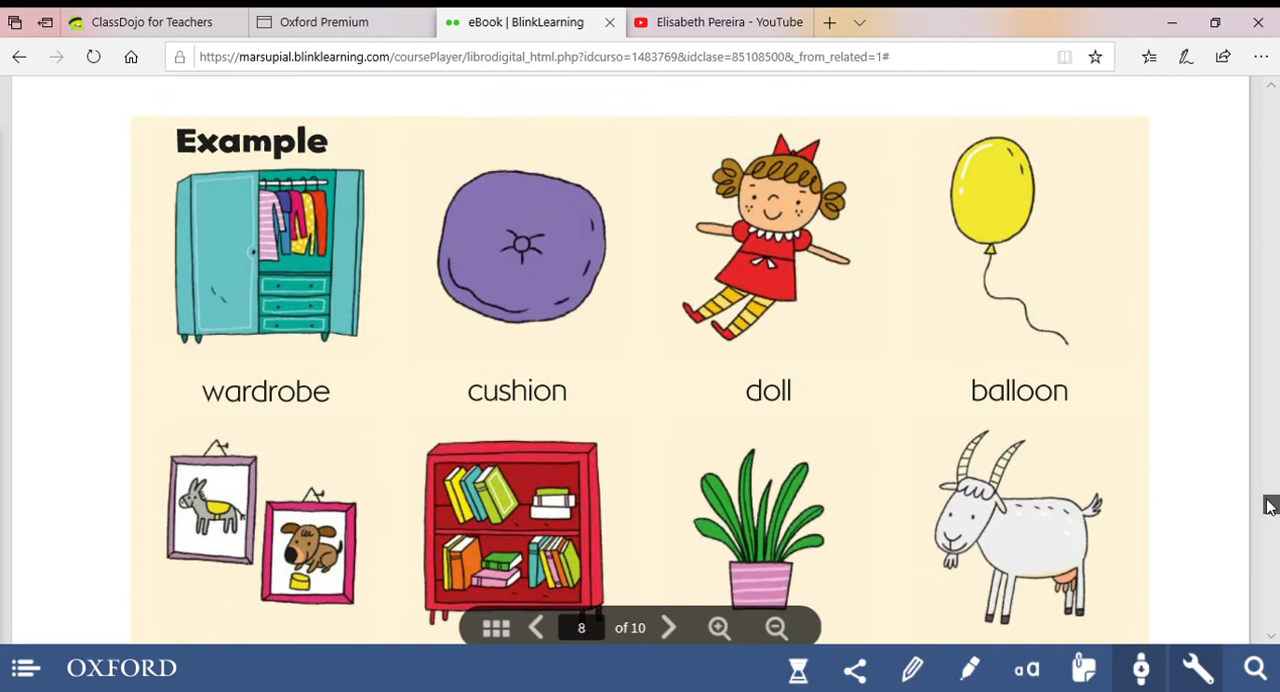 ClassDojo for Teachers
Oxford Premium
eBook | BlinkLearning
Elisabeth Pereira - YouTube
https://marsupial.blinklearning.com/coursePlayer/librodigital_html.php?idcurso=1483769&idclase=85108500&_from_related=1#
Example
wardrobe cushion doll balloon
8 of 10
OXFORD
aa